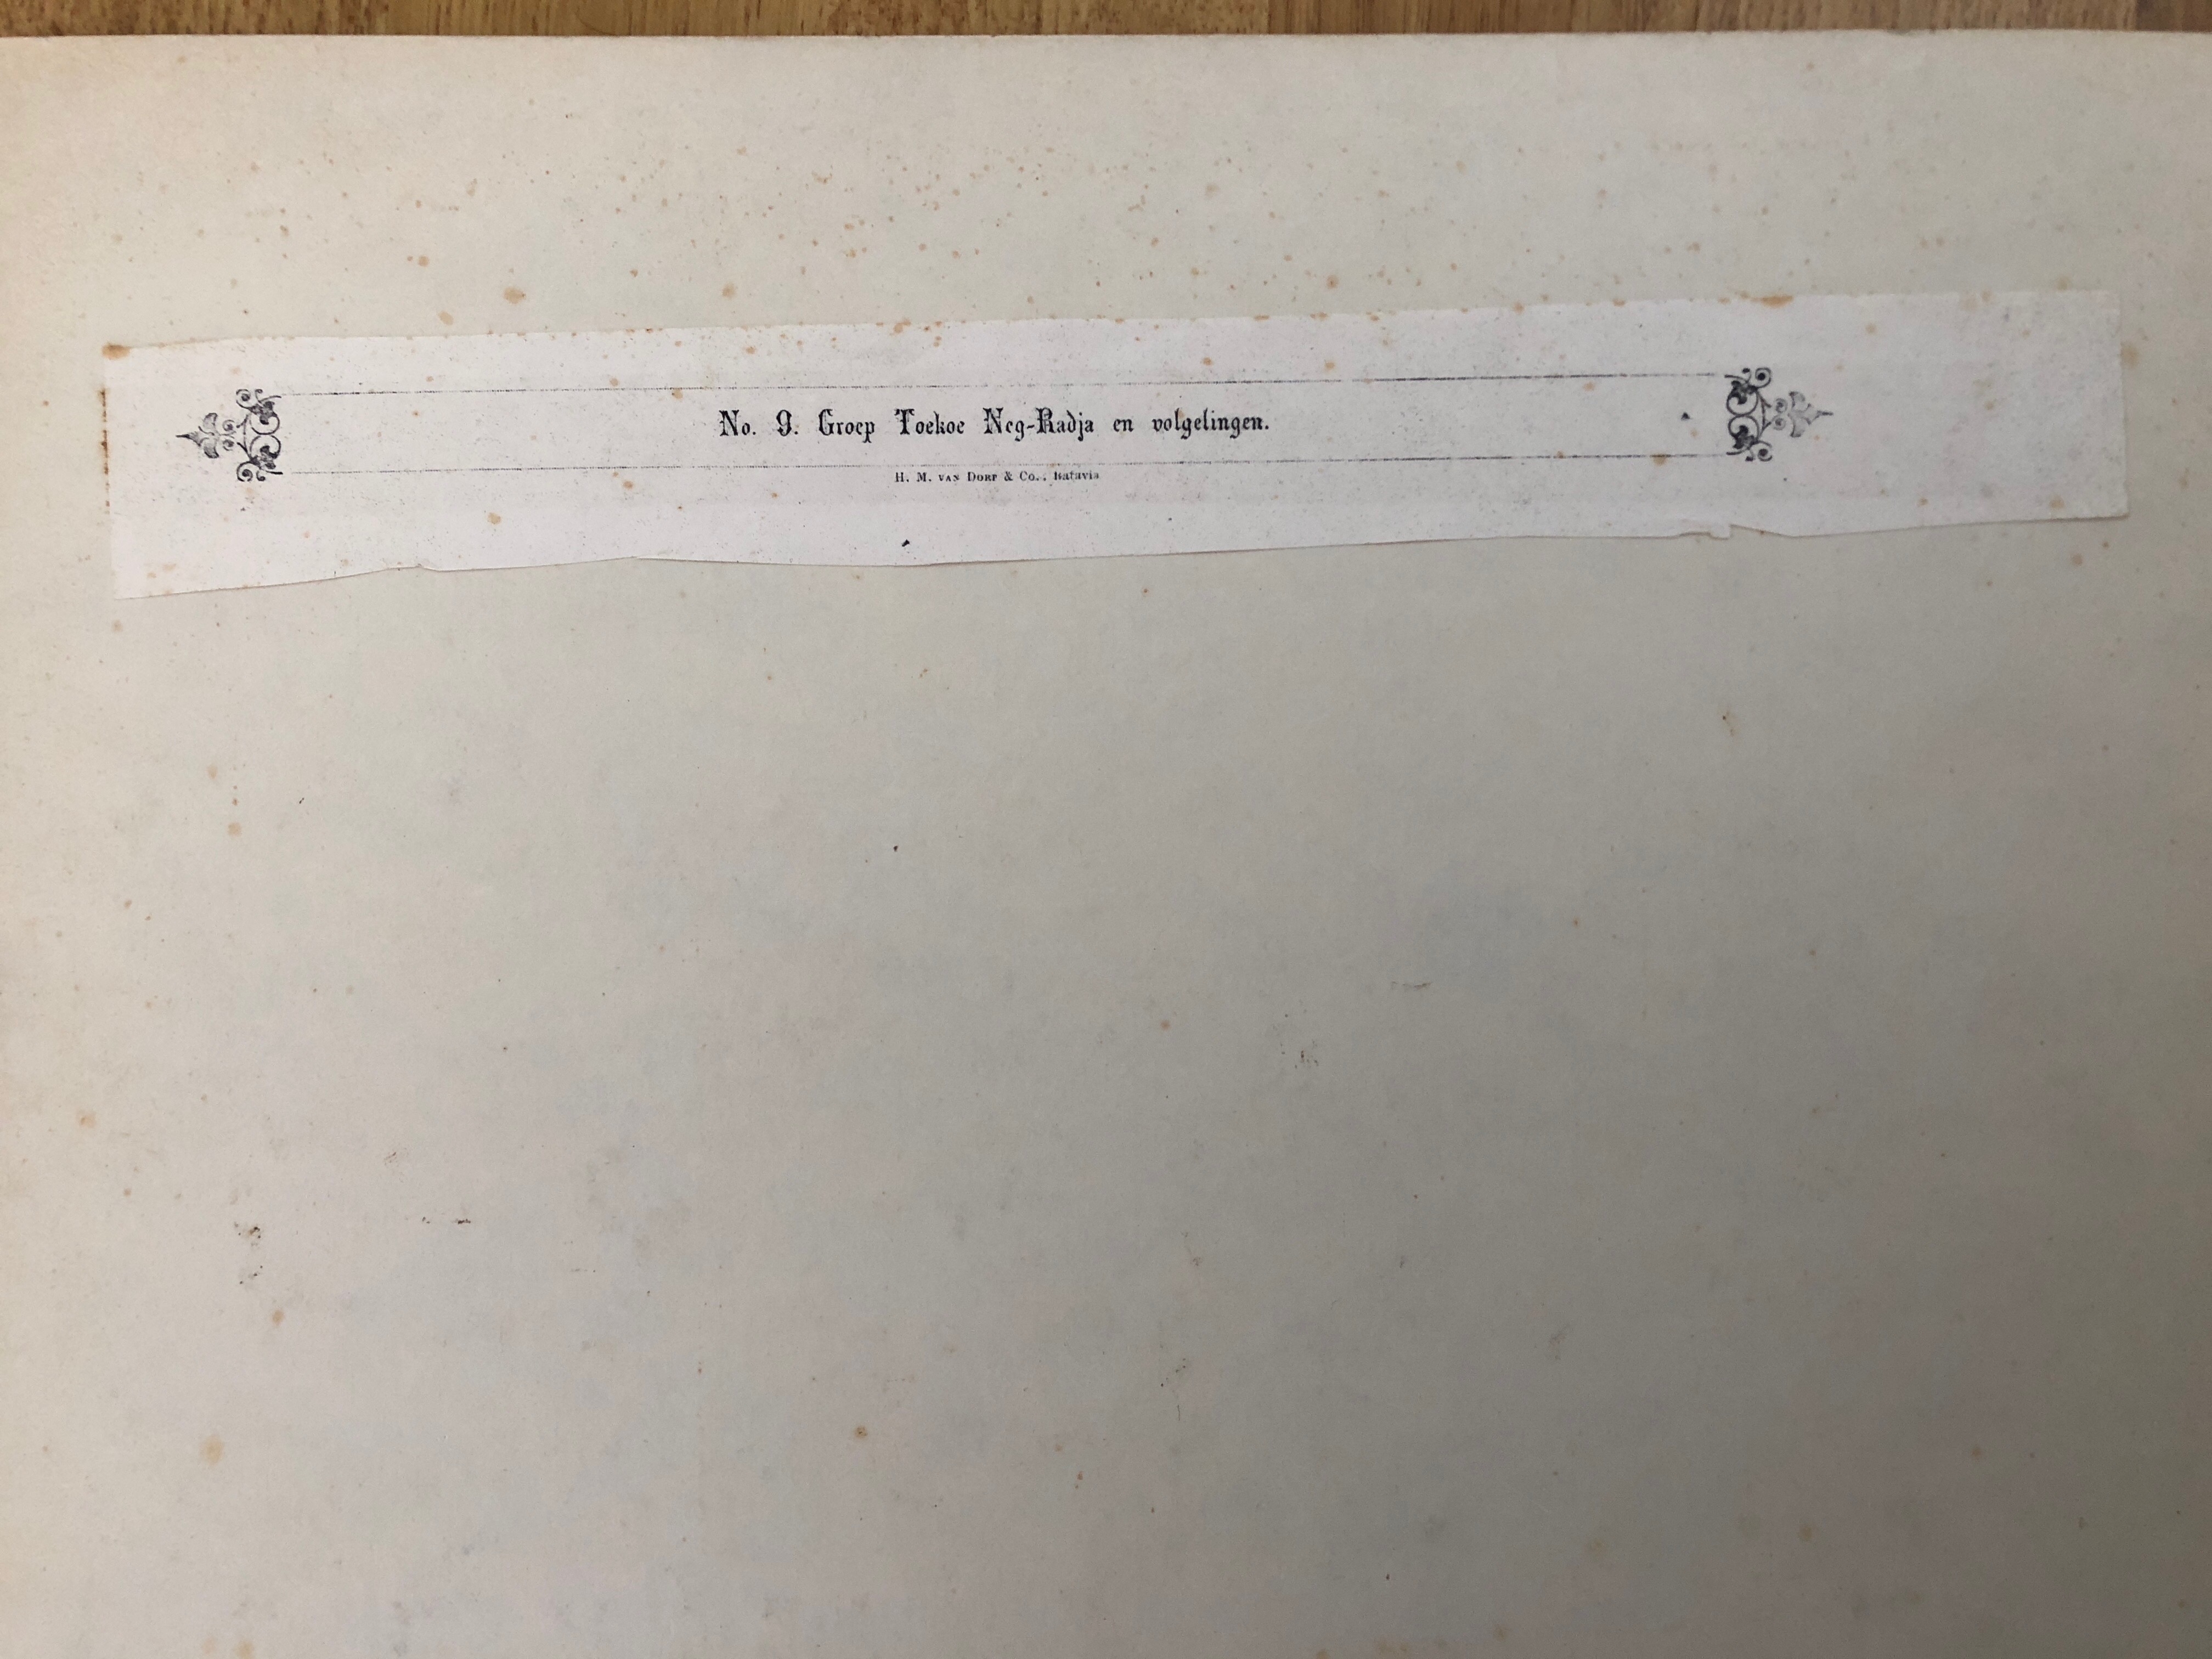 No. 9. Groep Toekoe Neg-Radja en volgelingen.
H. M. van Dorp & Co., Batavia